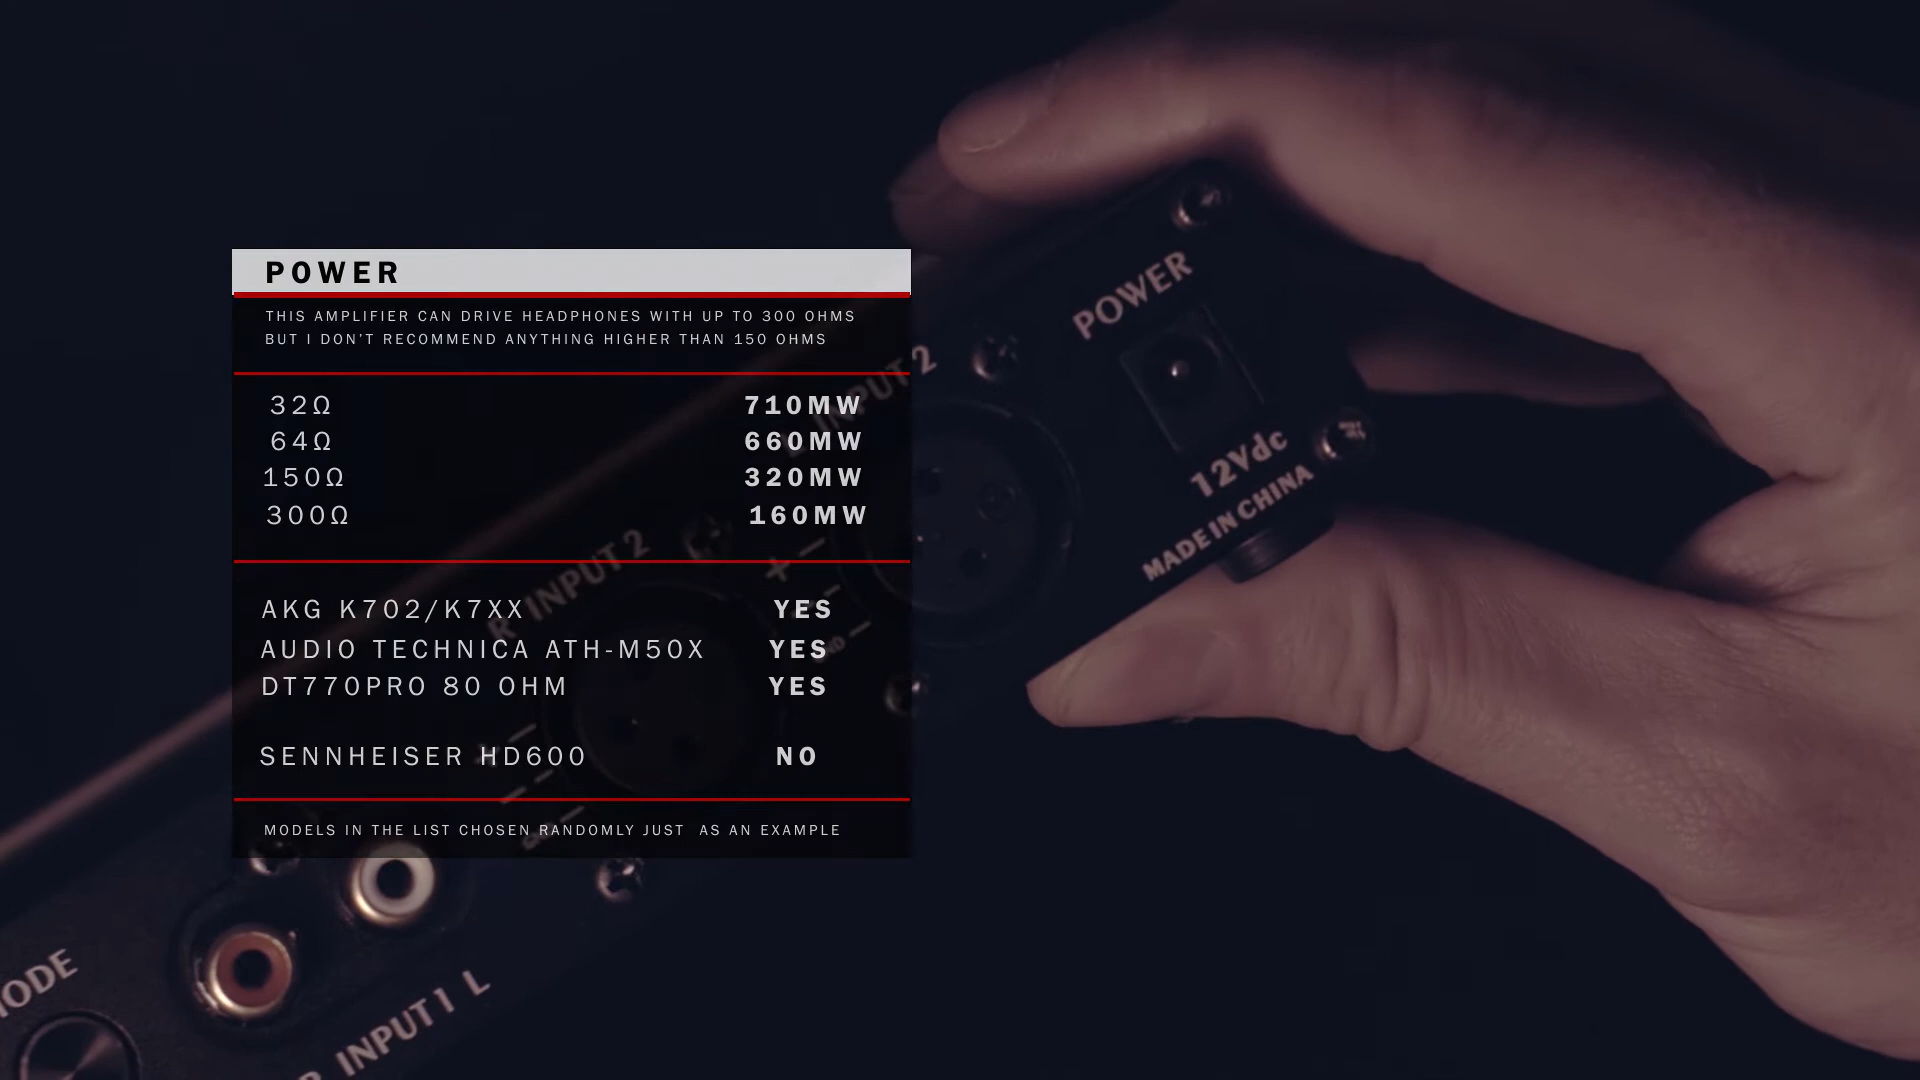 POWER
THIS AMPLIFIER CAN DRIVE HEADPHONES WITH UP TO 300 OHMS
BUT I DON'T RECOMMEND ANYTHING HIGHER THAN 150 OHMS
32Ω 710MW
64Ω 660MW
150Ω 320MW
300Ω 160MW
AKG K702/K7XX YES
AUDIO TECHNICA ATH-M50X YES
DT770PRO 80 OHM YES
SENNHEISER HD600 NO
MODELS IN THE LIST CHOSEN RANDOMLY JUST AS AN EXAMPLE
POWER
12Vdc
MADE IN CHINA
INPUT 2
R INPUT 2
INPUT 1 L